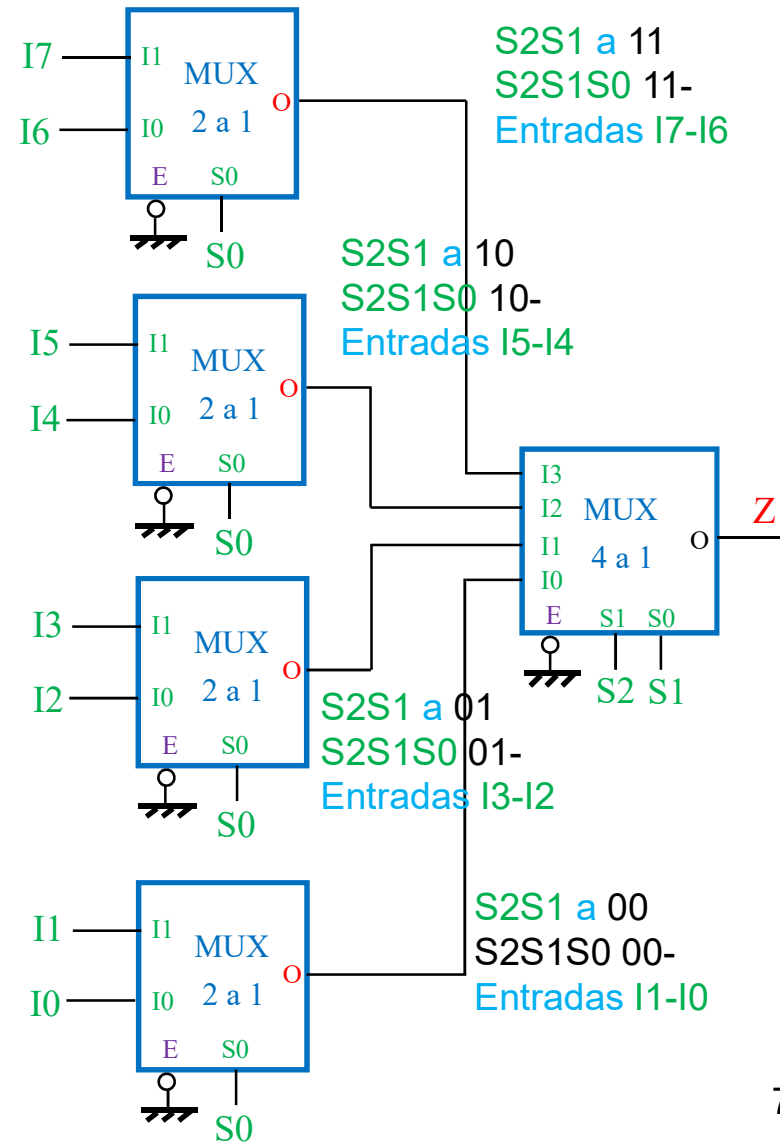 I7
I1
MUX
I6
I0
2 a 1
O
E
S0
S0
S2S1 a 11
S2S1S0 11-
Entradas I7-I6
S2S1 a 10
S2S1S0 10-
Entradas I5-I4
I5
I1
MUX
I4
I0
2 a 1
O
E
S0
S0
I3
I2
MUX
I1
4 a 1
I0
O
Z
E
S1
S0
S2
S1
I3
I1
MUX
I2
I0
2 a 1
O
E
S0
S0
S2S1 a 01
S2S1S0 01-
Entradas I3-I2
I1
I1
MUX
I0
I0
2 a 1
O
E
S0
S0
S2S1 a 00
S2S1S0 00-
Entradas I1-I0
7